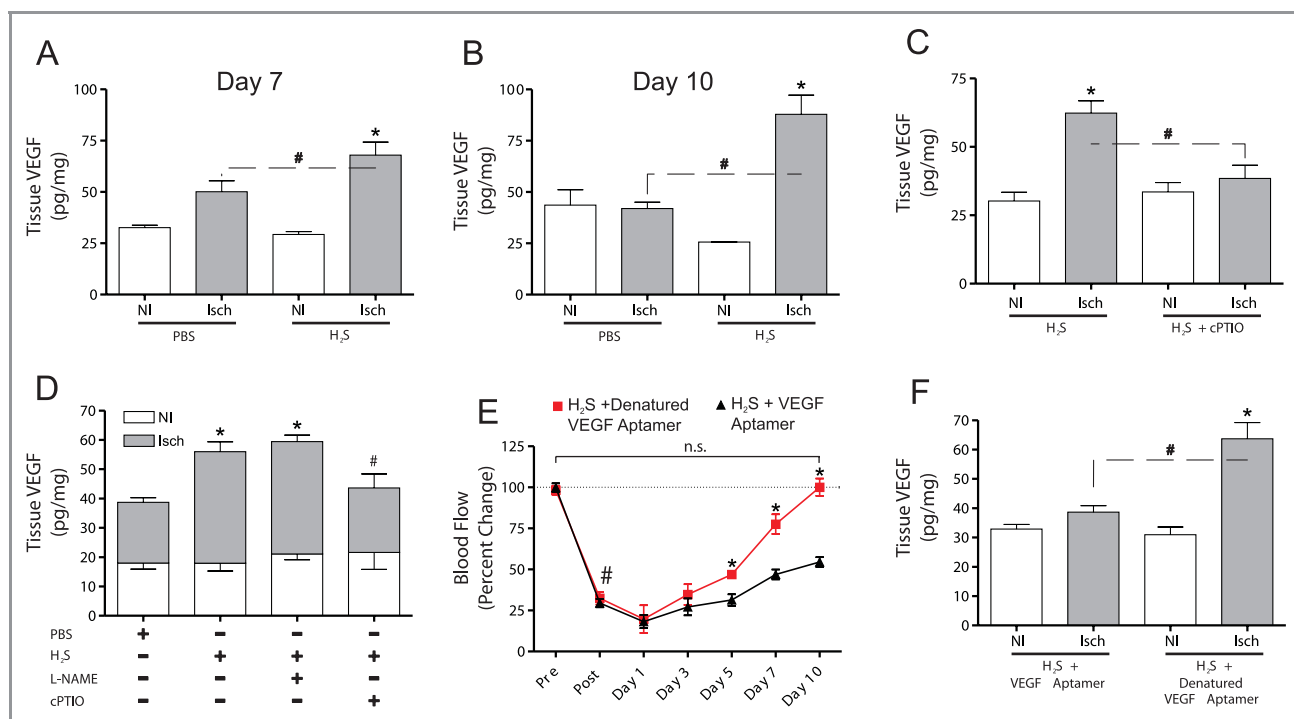 A
Day 7
Tissue VEGF
(pg/mg)
100
75
50
25
0
#
*
NI
Isch
NI
Isch
PBS
H₂S
B
Day 10
Tissue VEGF
(pg/mg)
100
75
50
25
0
#
*
NI
Isch
NI
Isch
PBS
H₂S
C
Tissue VEGF
(pg/mg)
75
50
25
0
*
#
NI
Isch
NI
Isch
H₂S
H₂S + cPTIO
D
NI
Isch
Tissue VEGF
(pg/mg)
70
60
50
40
30
20
10
0
*
*
#
PBS + - - -
H₂S - + + +
L-NAME - - + -
cPTIO - - - +
E
H₂S +Denatured
VEGF Aptamer
H₂S + VEGF
Aptamer
Blood Flow
(Percent Change)
125
100
75
50
25
0
n.s.
#
*
*
*
Pre
Post
Day 1
Day 3
Day 5
Day 7
Day 10
F
Tissue VEGF
(pg/mg)
70
60
50
40
30
20
10
0
#
*
NI
Isch
NI
Isch
H₂S +
VEGF Aptamer
H₂S +
Denatured
VEGF Aptamer